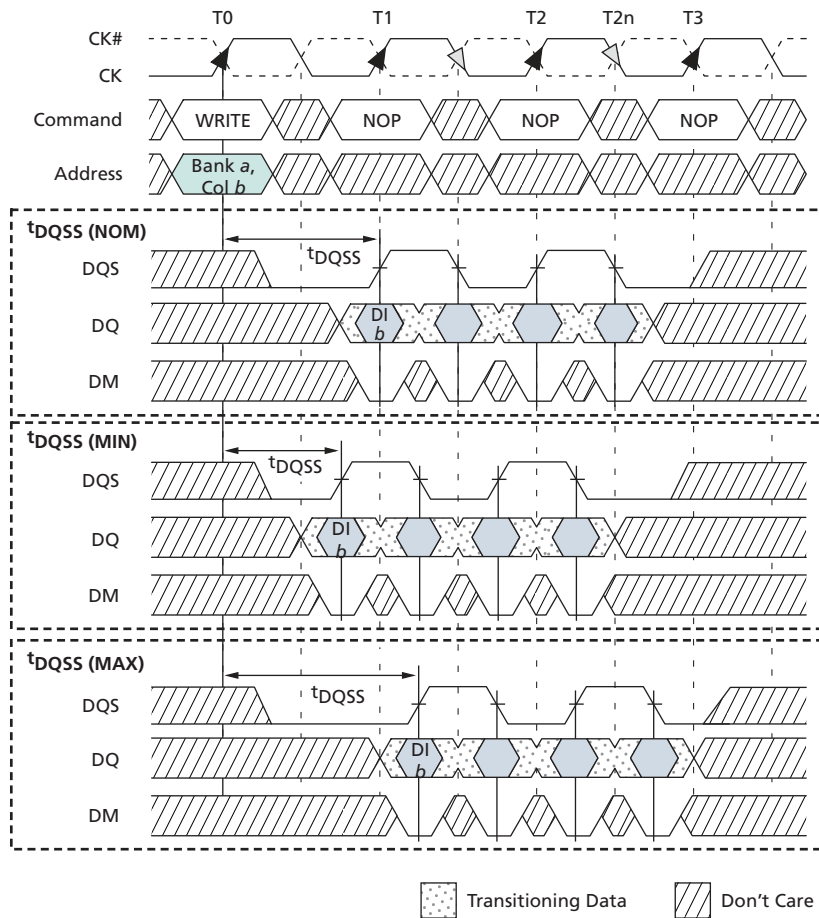 T0 T1 T2 T2n T3
CK#
CK
Command WRITE NOP NOP NOP
Address Bank a,
Col b
tDQSS (NOM)
tDQSS
DQS
DQ DI
b
DM
tDQSS (MIN)
tDQSS
DQS
DQ DI
b
DM
tDQSS (MAX)
tDQSS
DQS
DQ DI
b
DM
Transitioning Data Don't Care